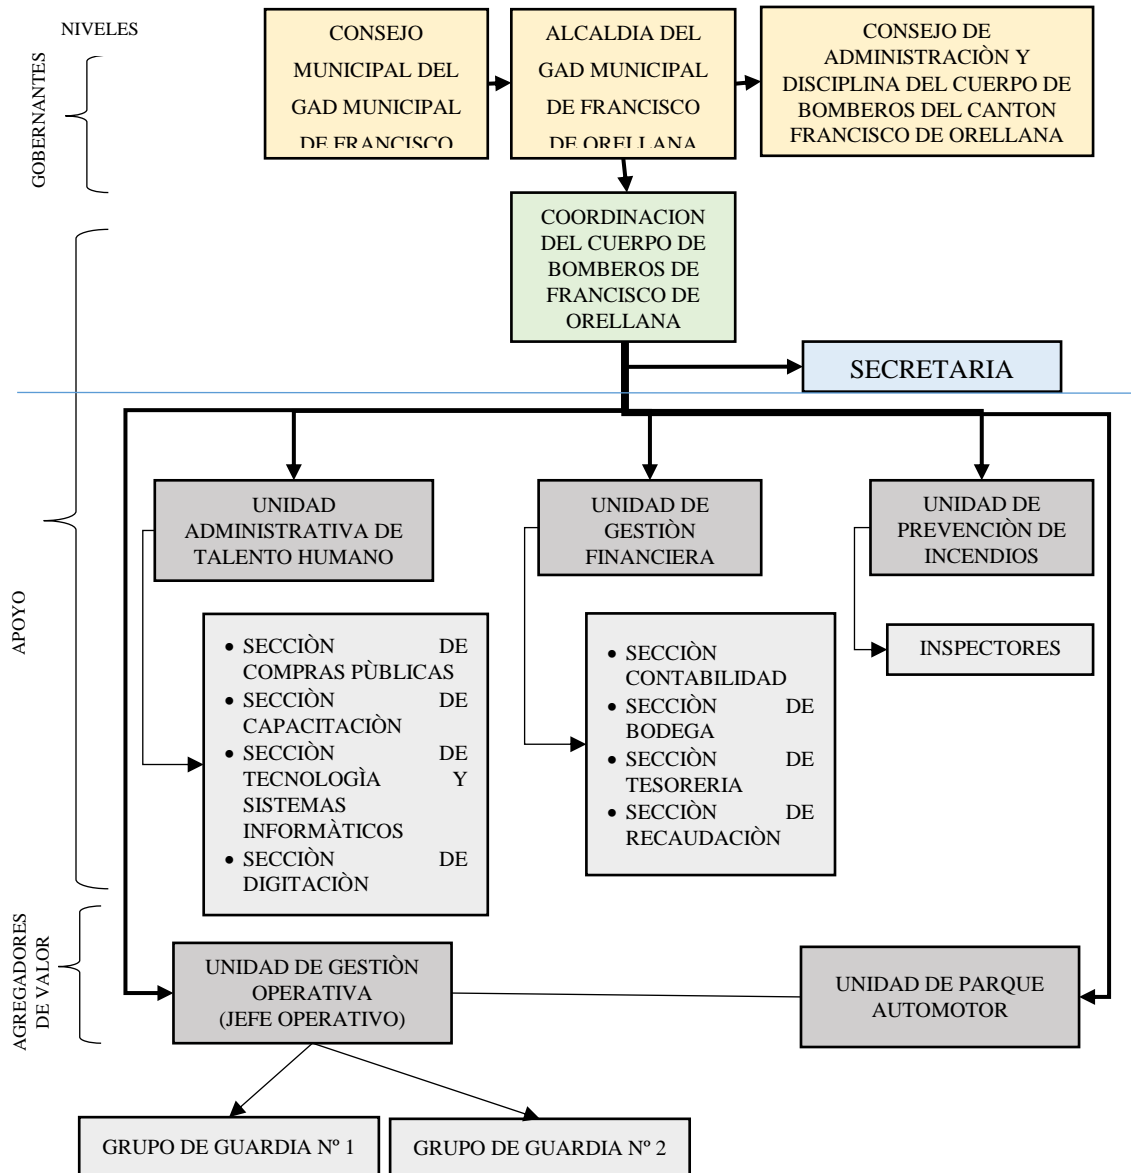 NIVELES
GOBERNANTES
CONSEJO
MUNICIPAL DEL
GAD MUNICIPAL
DE FRANCISCO
ALCALDIA DEL
GAD MUNICIPAL
DE FRANCISCO
DE ORELLANA
CONSEJO DE
ADMINISTRACIÒN Y
DISCIPLINA DEL CUERPO DE
BOMBEROS DEL CANTON
FRANCISCO DE ORELLANA
COORDINACION
DEL CUERPO DE
BOMBEROS DE
FRANCISCO DE
ORELLANA
SECRETARIA
APOYO
UNIDAD
ADMINISTRATIVA DE
TALENTO HUMANO
UNIDAD DE
GESTIÒN
FINANCIERA
UNIDAD DE
PREVENCIÒN DE
INCENDIOS
• SECCIÒN DE
COMPRAS PÙBLICAS
• SECCIÒN DE
CAPACITACIÒN
• SECCIÒN DE
TECNOLOGÌA Y
SISTEMAS
INFORMÀTICOS
• SECCIÒN DE
DIGITACIÒN
• SECCIÒN
CONTABILIDAD
• SECCIÒN DE
BODEGA
• SECCIÒN DE
TESORERIA
• SECCIÒN DE
RECAUDACIÒN
INSPECTORES
AGREGADORES
DE VALOR
UNIDAD DE GESTIÒN
OPERATIVA
(JEFE OPERATIVO)
UNIDAD DE PARQUE
AUTOMOTOR
GRUPO DE GUARDIA Nº 1
GRUPO DE GUARDIA Nº 2